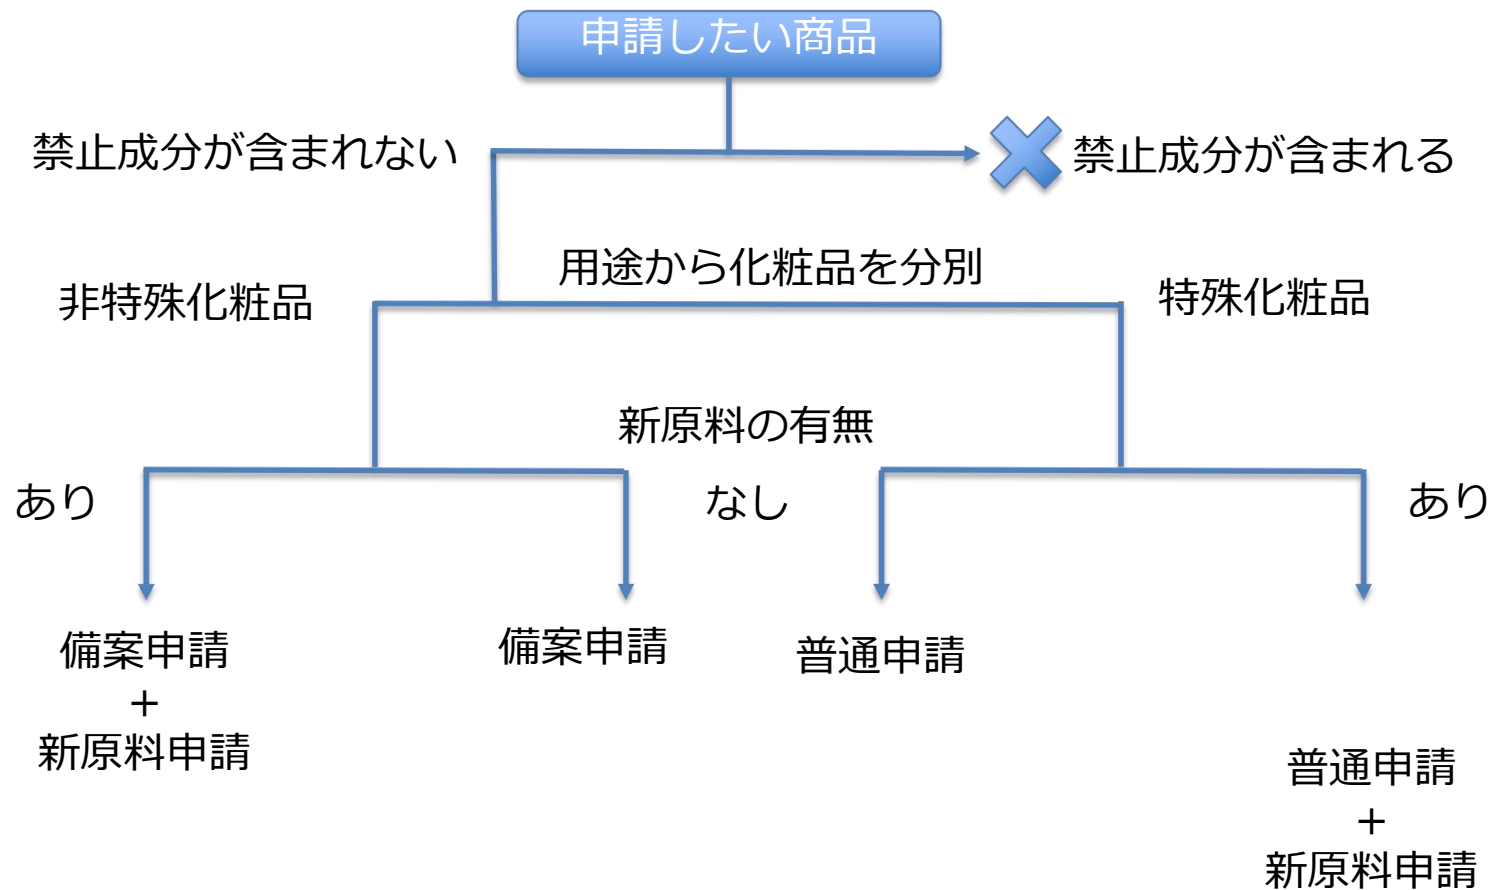 申請したい商品
禁止成分が含まれない
禁止成分が含まれる
用途から化粧品を分別
非特殊化粧品
特殊化粧品
新原料の有無
あり
なし
あり
備案申請
+
新原料申請
備案申請
普通申請
普通申請
+
新原料申請